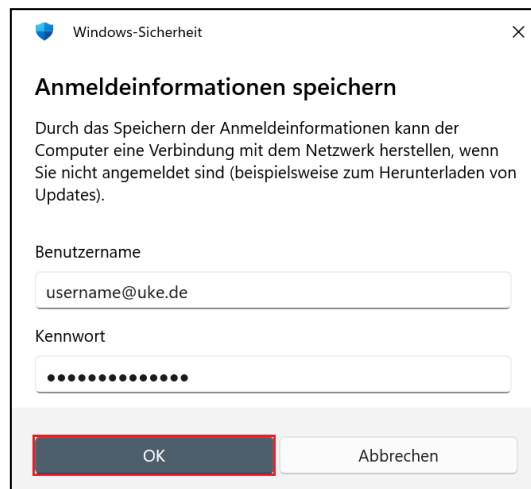 Windows-Sicherheit
Anmeldeinformationen speichern
Durch das Speichern der Anmeldeinformationen kann der
Computer eine Verbindung mit dem Netzwerk herstellen, wenn
Sie nicht angemeldet sind (beispielsweise zum Herunterladen von
Updates).
Benutzername
username@uke.de
Kennwort
●●●●●●●●●●●●●●
OK
Abbrechen